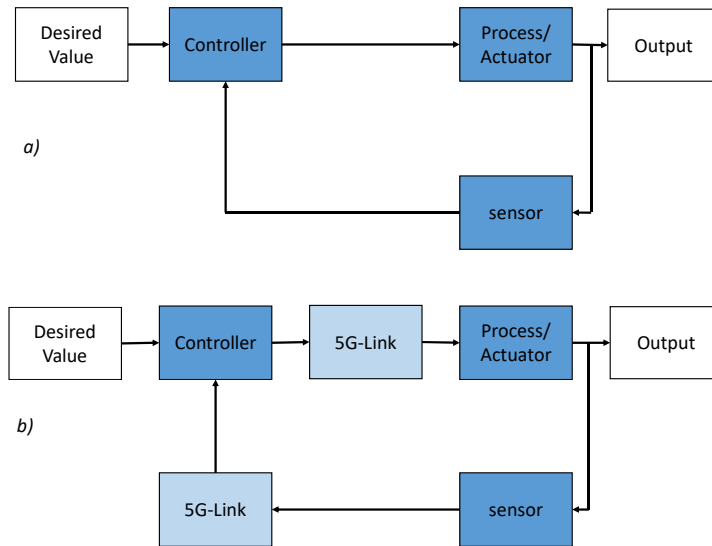 Desired
Value
Controller
Process/
Actuator
Output
a)
sensor
Desired
Value
Controller
5G-Link
Process/
Actuator
Output
b)
5G-Link
sensor